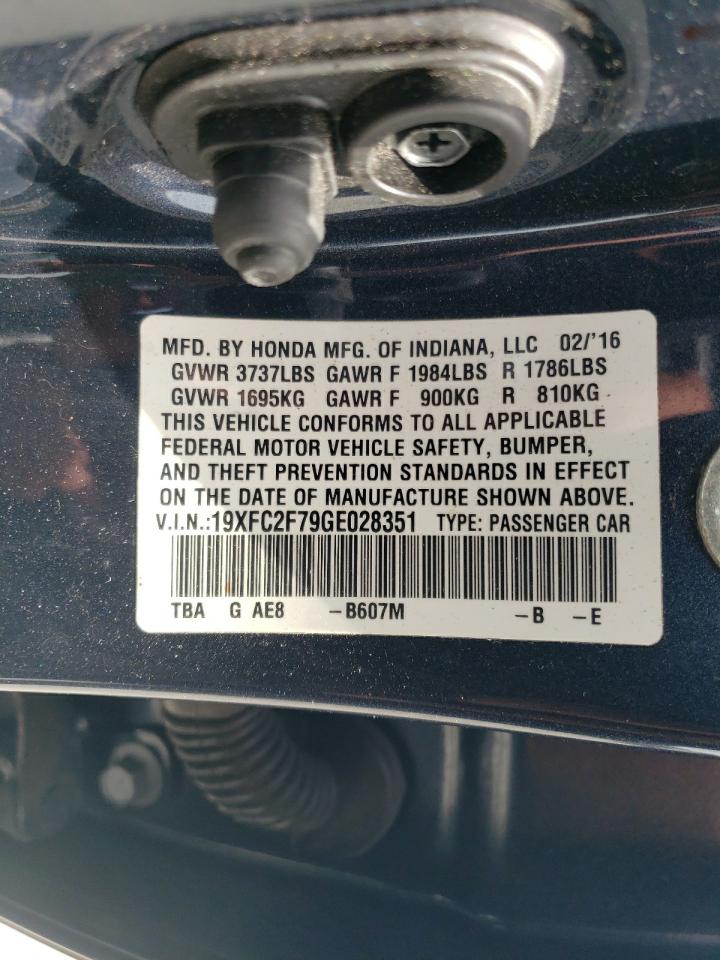 MFD. BY HONDA MFG. OF INDIANA, LLC 02/'16
GVWR 3737LBS GAWR F 1984LBS R 1786LBS
GVWR 1695KG GAWR F 900KG R 810KG
THIS VEHICLE CONFORMS TO ALL APPLICABLE
FEDERAL MOTOR VEHICLE SAFETY, BUMPER,
AND THEFT PREVENTION STANDARDS IN EFFECT
ON THE DATE OF MANUFACTURE SHOWN ABOVE.
V.I.N.:19XFC2F79GE028351 TYPE: PASSENGER CAR
TBA G AE8 -B607M -B -E